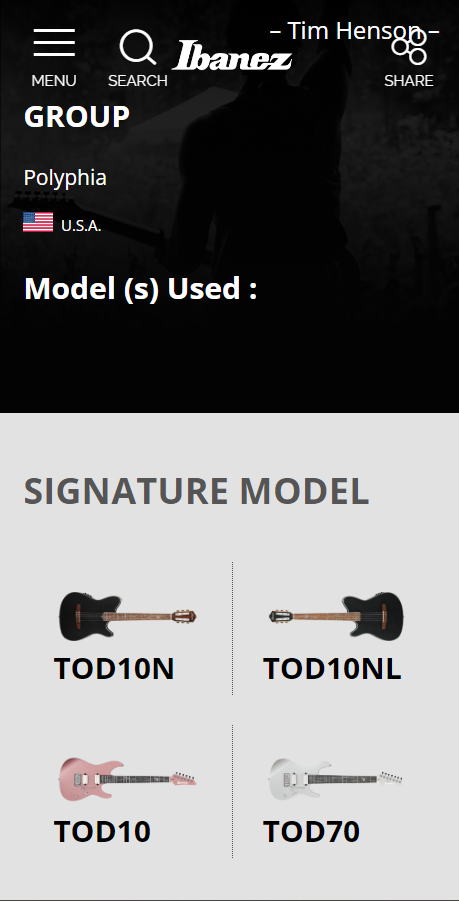 – Tim Henson –
Ibanez
MENU SEARCH SHARE
GROUP
Polyphia
U.S.A.
Model (s) Used :
SIGNATURE MODEL
TOD10N TOD10NL
TOD10 TOD70